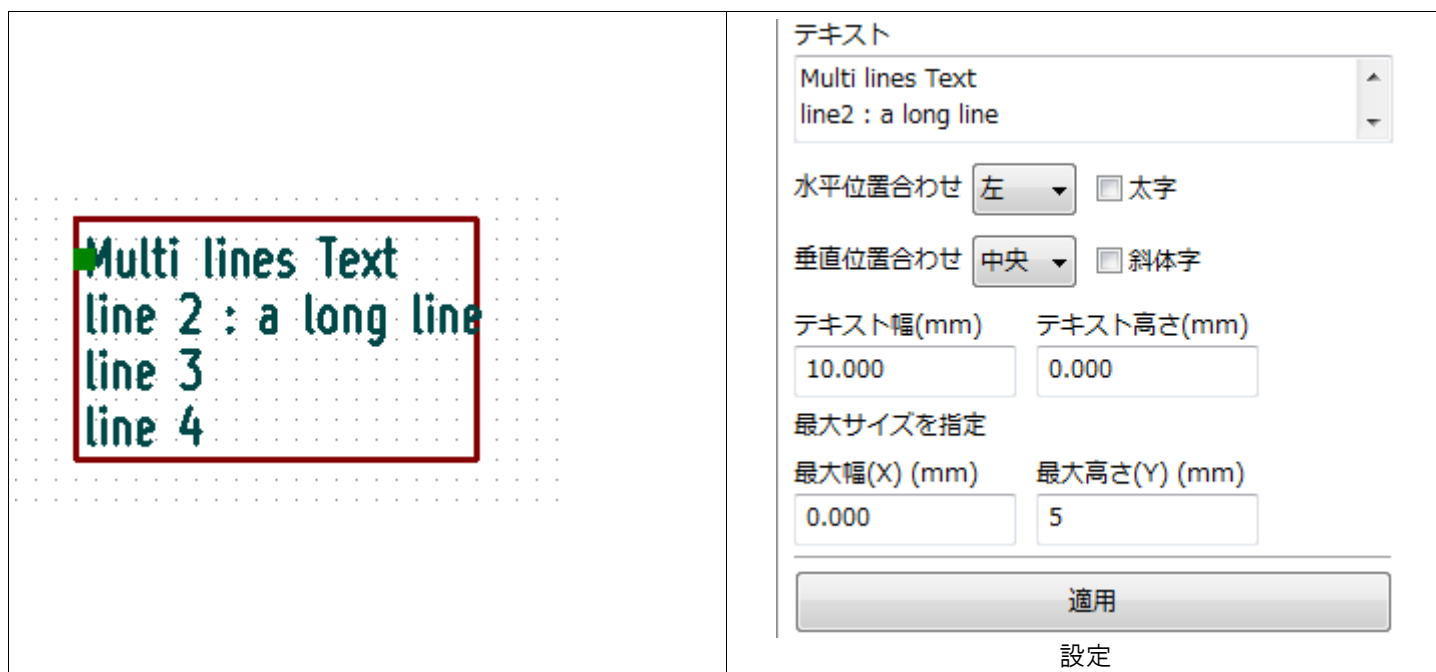 Multi lines Text
line 2 : a long line
line 3
line 4
テキスト
Multi lines Text
line2 : a long line
水平位置合わせ 左 太字
垂直位置合わせ 中央 斜体字
テキスト幅(mm) テキスト高さ(mm)
10.000 0.000
最大サイズを指定
最大幅(X) (mm) 最大高さ(Y) (mm)
0.000 5
適用
設定